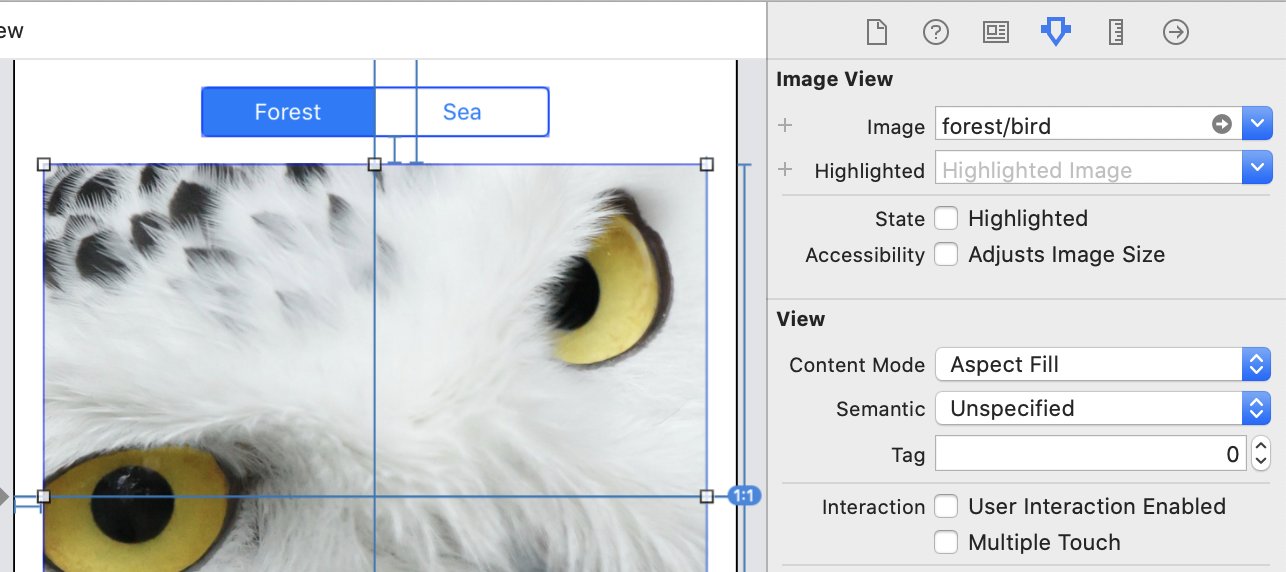 ew
Forest
Sea
1:1
Image View
Image
forest/bird
Highlighted
Highlighted Image
State
Highlighted
Accessibility
Adjusts Image Size
View
Content Mode
Aspect Fill
Semantic
Unspecified
Tag
0
Interaction
User Interaction Enabled
Multiple Touch